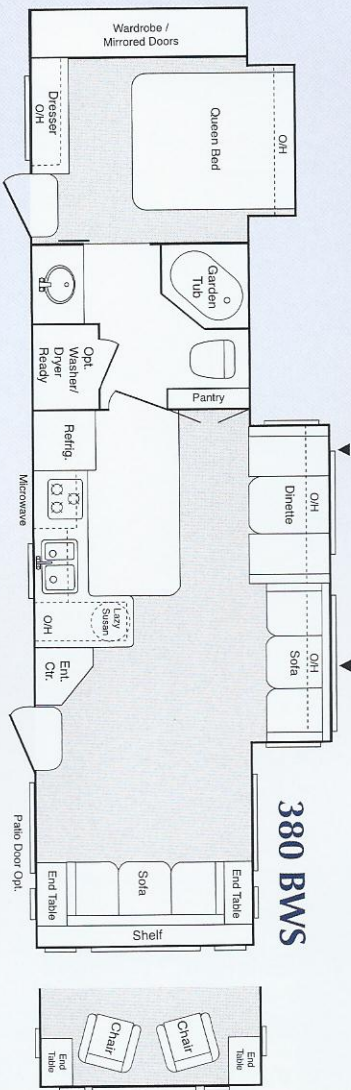 Wardrobe /
Mirrored Doors
Dresser
O/H
Queen Bed
O/H
Garden
Tub
Opt.
Washer/
Dryer
Ready
Pantry
Refrig.
Microwave
Dinette
O/H
Lazy
Susan
O/H
Sofa
O/H
Ent.
Ctr.
380 BWS
Patio Door Opt.
End Table
Sofa
End Table
Shelf
Chair
Chair
End
Table
End
Table